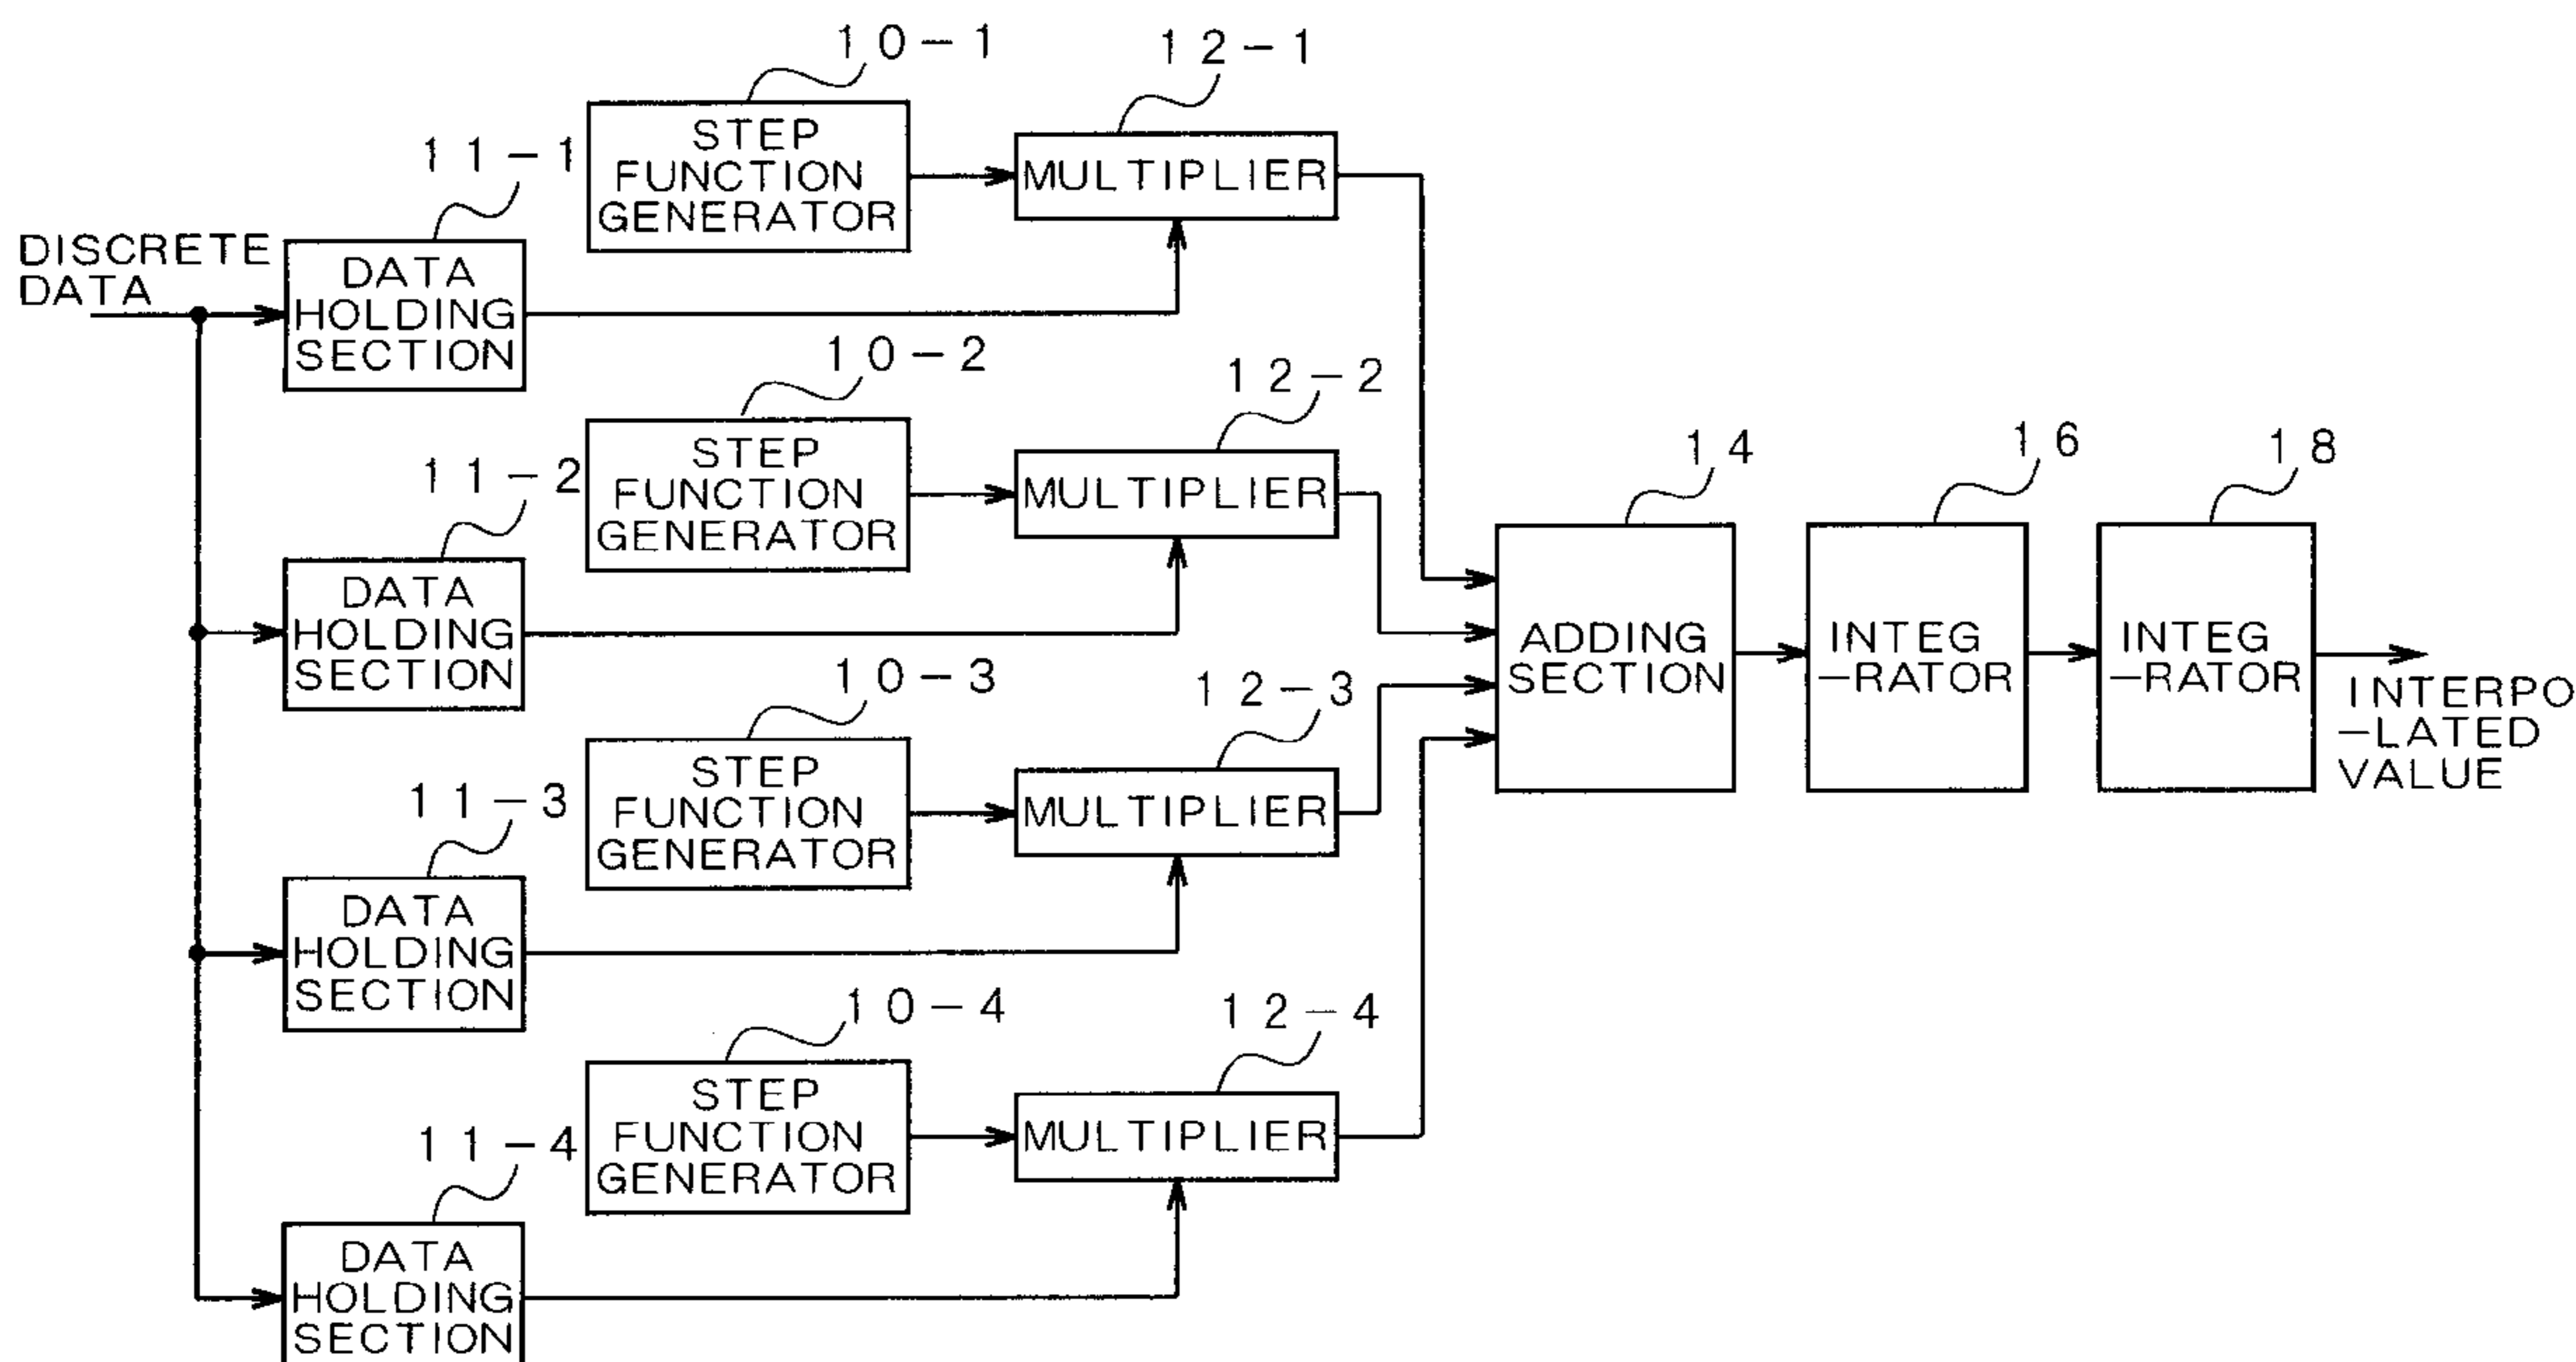 10-1
12-1
STEP
FUNCTION
GENERATOR
MULTIPLIER
11-1
DISCRETE
DATA
DATA
HOLDING
SECTION
10-2
12-2
STEP
FUNCTION
GENERATOR
MULTIPLIER
11-2
DATA
HOLDING
SECTION
10-3
12-3
STEP
FUNCTION
GENERATOR
MULTIPLIER
11-3
DATA
HOLDING
SECTION
10-4
12-4
STEP
FUNCTION
GENERATOR
MULTIPLIER
11-4
DATA
HOLDING
SECTION
14
ADDING
SECTION
16
INTEG
-RATOR
18
INTEG
-RATOR
INTERPO
-LATED
VALUE